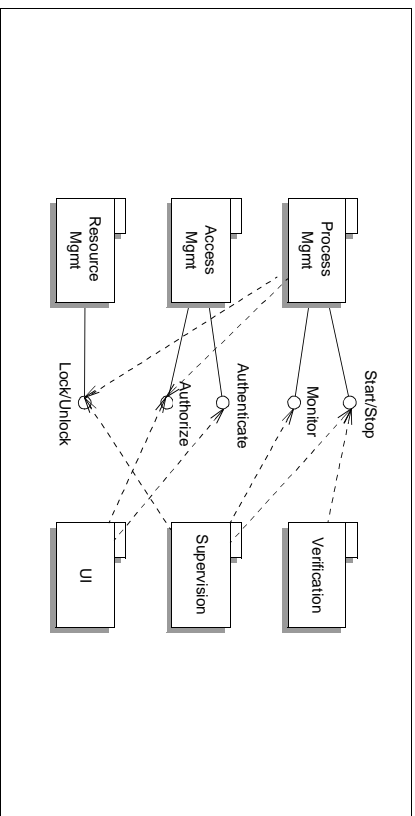 Process
Mgmt
Access
Mgmt
Resource
Mgmt
Start/Stop
Monitor
Authenticate
Authorize
Lock/Unlock
Verification
Supervision
UI